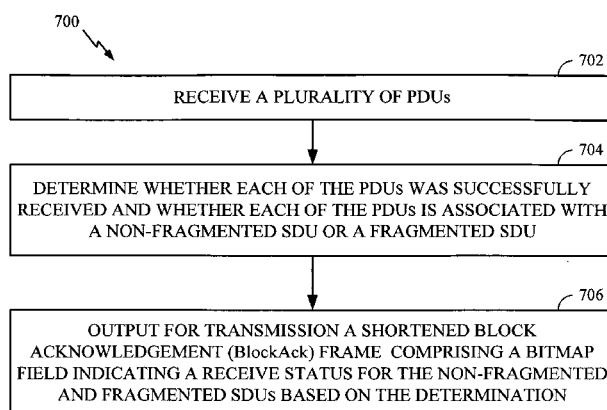 700
702
RECEIVE A PLURALITY OF PDUs
704
DETERMINE WHETHER EACH OF THE PDUs WAS SUCCESSFULLY
RECEIVED AND WHETHER EACH OF THE PDUs IS ASSOCIATED WITH
A NON-FRAGMENTED SDU OR A FRAGMENTED SDU
706
OUTPUT FOR TRANSMISSION A SHORTENED BLOCK
ACKNOWLEDGEMENT (BlockAck) FRAME COMPRISING A BITMAP
FIELD INDICATING A RECEIVE STATUS FOR THE NON-FRAGMENTED
AND FRAGMENTED SDUs BASED ON THE DETERMINATION